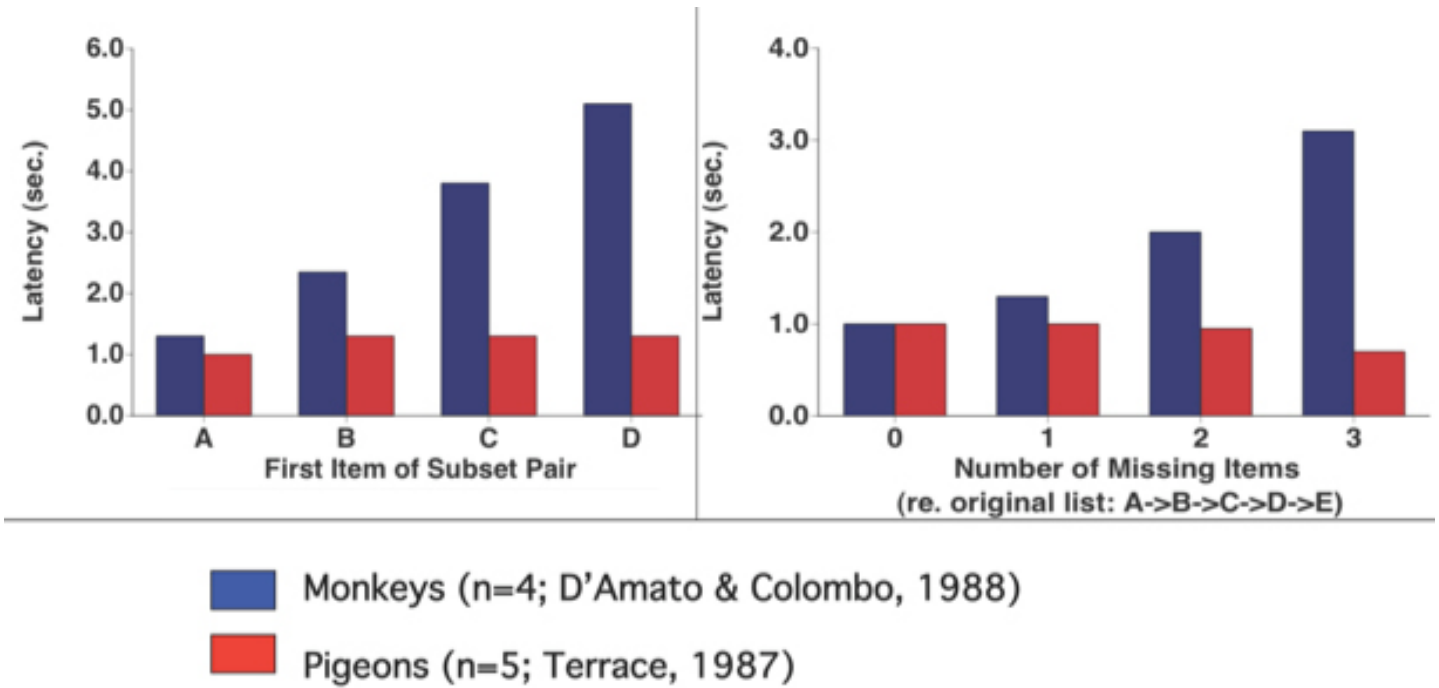 6.0
5.0
4.0
3.0
2.0
1.0
0.0
Latency (sec.)
A B C D
First Item of Subset Pair
4.0
3.0
2.0
1.0
0.0
Latency (sec.)
0 1 2 3
Number of Missing Items
(re. original list: A->B->C->D->E)
Monkeys (n=4; D'Amato & Colombo, 1988)
Pigeons (n=5; Terrace, 1987)